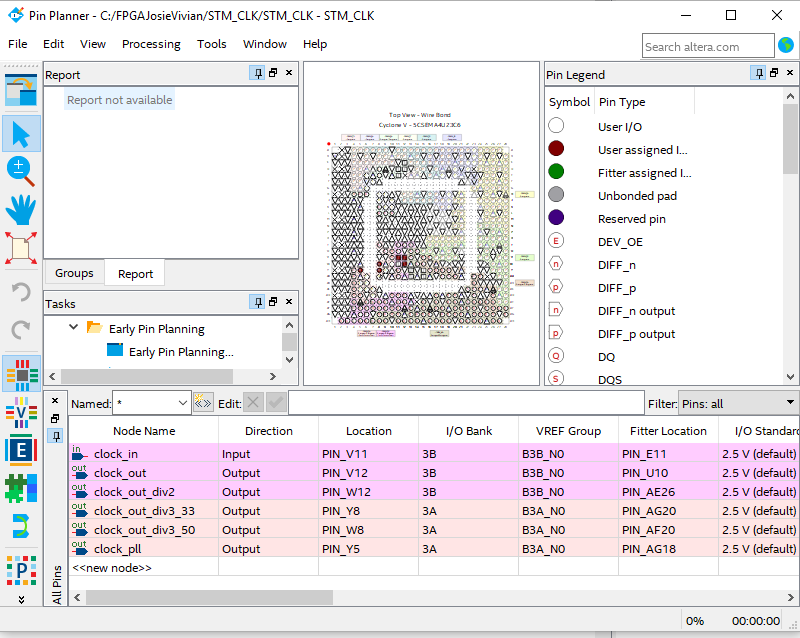 Pin Planner - C:/FPGAJosieVivian/STM_CLK/STM_CLK - STM_CLK
File Edit View Processing Tools Window Help
Search altera.com
Report
Report not available
Groups Report
Tasks
Early Pin Planning
Early Pin Planning...
Top View - Wire Bond
Cyclone V - 5CSEMA4U23C6
Pin Legend
Symbol Pin Type
User I/O
User assigned I...
Fitter assigned I...
Unbonded pad
Reserved pin
E DEV_OE
n DIFF_n
p DIFF_p
n DIFF_n output
p DIFF_p output
Q DQ
S DQS
Named: * «» Edit: Filter: Pins: all
Node Name Direction Location I/O Bank VREF Group Fitter Location I/O Standard
in clock_in Input PIN_V11 3B B3B_N0 PIN_E11 2.5 V (default)
out clock_out Output PIN_V12 3B B3B_N0 PIN_U10 2.5 V (default)
out clock_out_div2 Output PIN_W12 3B B3B_N0 PIN_AE26 2.5 V (default)
out clock_out_div3_33 Output PIN_Y8 3A B3A_N0 PIN_AG20 2.5 V (default)
out clock_out_div3_50 Output PIN_W8 3A B3A_N0 PIN_AF20 2.5 V (default)
out clock_pll Output PIN_Y5 3A B3A_N0 PIN_AG18 2.5 V (default)
<<new node>>
All Pins
V
E
P
0% 00:00:00